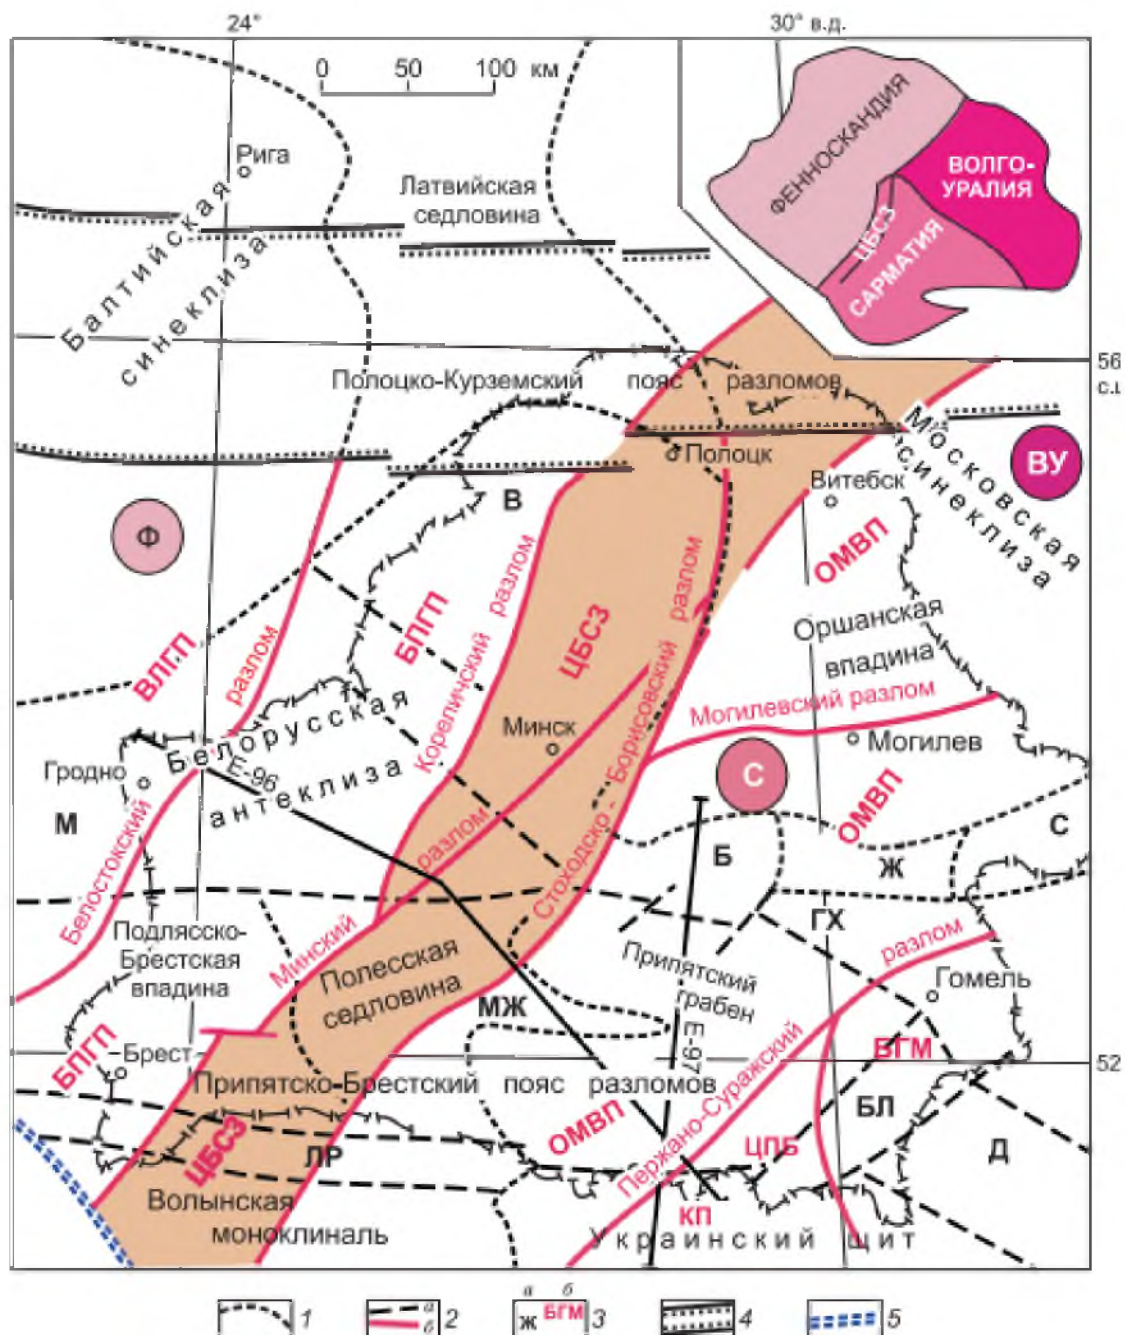 24°
30° в.д.
0 50 100 км
ФЕННОСКАНДИЯ
ВОЛГО-
УРАЛИЯ
ЦБСЗ
САРМАТИЯ
Рига
Латвийская
седловина
Балтийская
синеклиза
56
с.ш
Полоцко-Курземский пояс разломов
Полоцк
Московская
синеклиза
ВУ
Витебск
В
Ф
ОМВП
БПГП
ВЛГП
разлом
Кореличский разлом
ЦБСЗ
Оршанская
впадина
Могилевский разлом
Могилев
Минск
Белорусская
антеклиза
Гродно
Е-96
С
М
Белостокский
разлом
Стоходско-Борисовский разлом
ОМВП
Б
Ж
С
ГХ
Подлясско-
Брестская
впадина
Минский
Полесская
седловина
МЖ
Припятский
грабен
Е-97
разлом
Гомель
БПГП
Брест
52
БГМ
Припятско-Брестский пояс разломов
ЦБСЗ
ЛР
ОМВП
Пержано-Суражский
ЦПБ
БЛ
Д
Волынская
моноклиналь
КП
Украинский щит
1
а
б
2
а б
Ж БГМ 3
4
5